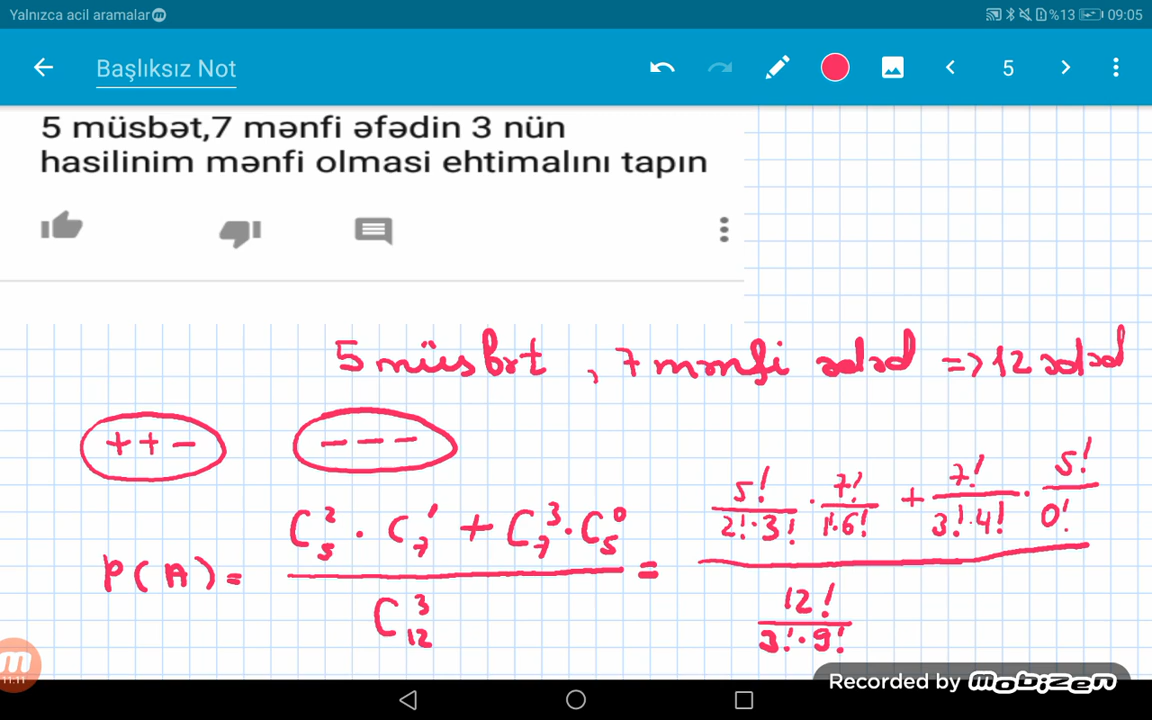 Yalnızca acil aramalar m %13 09:05
Başlıksız Not 5
5 müsbət,7 mənfi əfədin 3 nün
hasilinim mənfi olmasi ehtimalını tapın
5 müsbət, 7 mənfi ədəd => 12 ədəd
++- ---
P(A) = (C₅² · C₇¹ + C₇³ · C₅⁰) / C₁₂³ = (5!/(2!·3!) · 7!/(1!·6!) + 7!/(3!·4!) · 5!/0!) / (12!/(3!·9!))
m 11:11
Recorded by mobizen